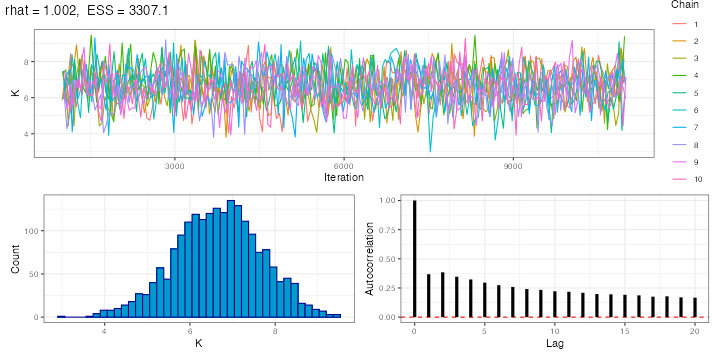 rhat = 1.002,  ESS = 3307.1
Chain
1
2
3
4
5
6
7
8
9
10
K
8
6
4
3000 6000 9000
Iteration
Count
100
50
0
4 6 8
K
Autocorrelation
1.00
0.75
0.50
0.25
0.00
0 5 10 15 20
Lag